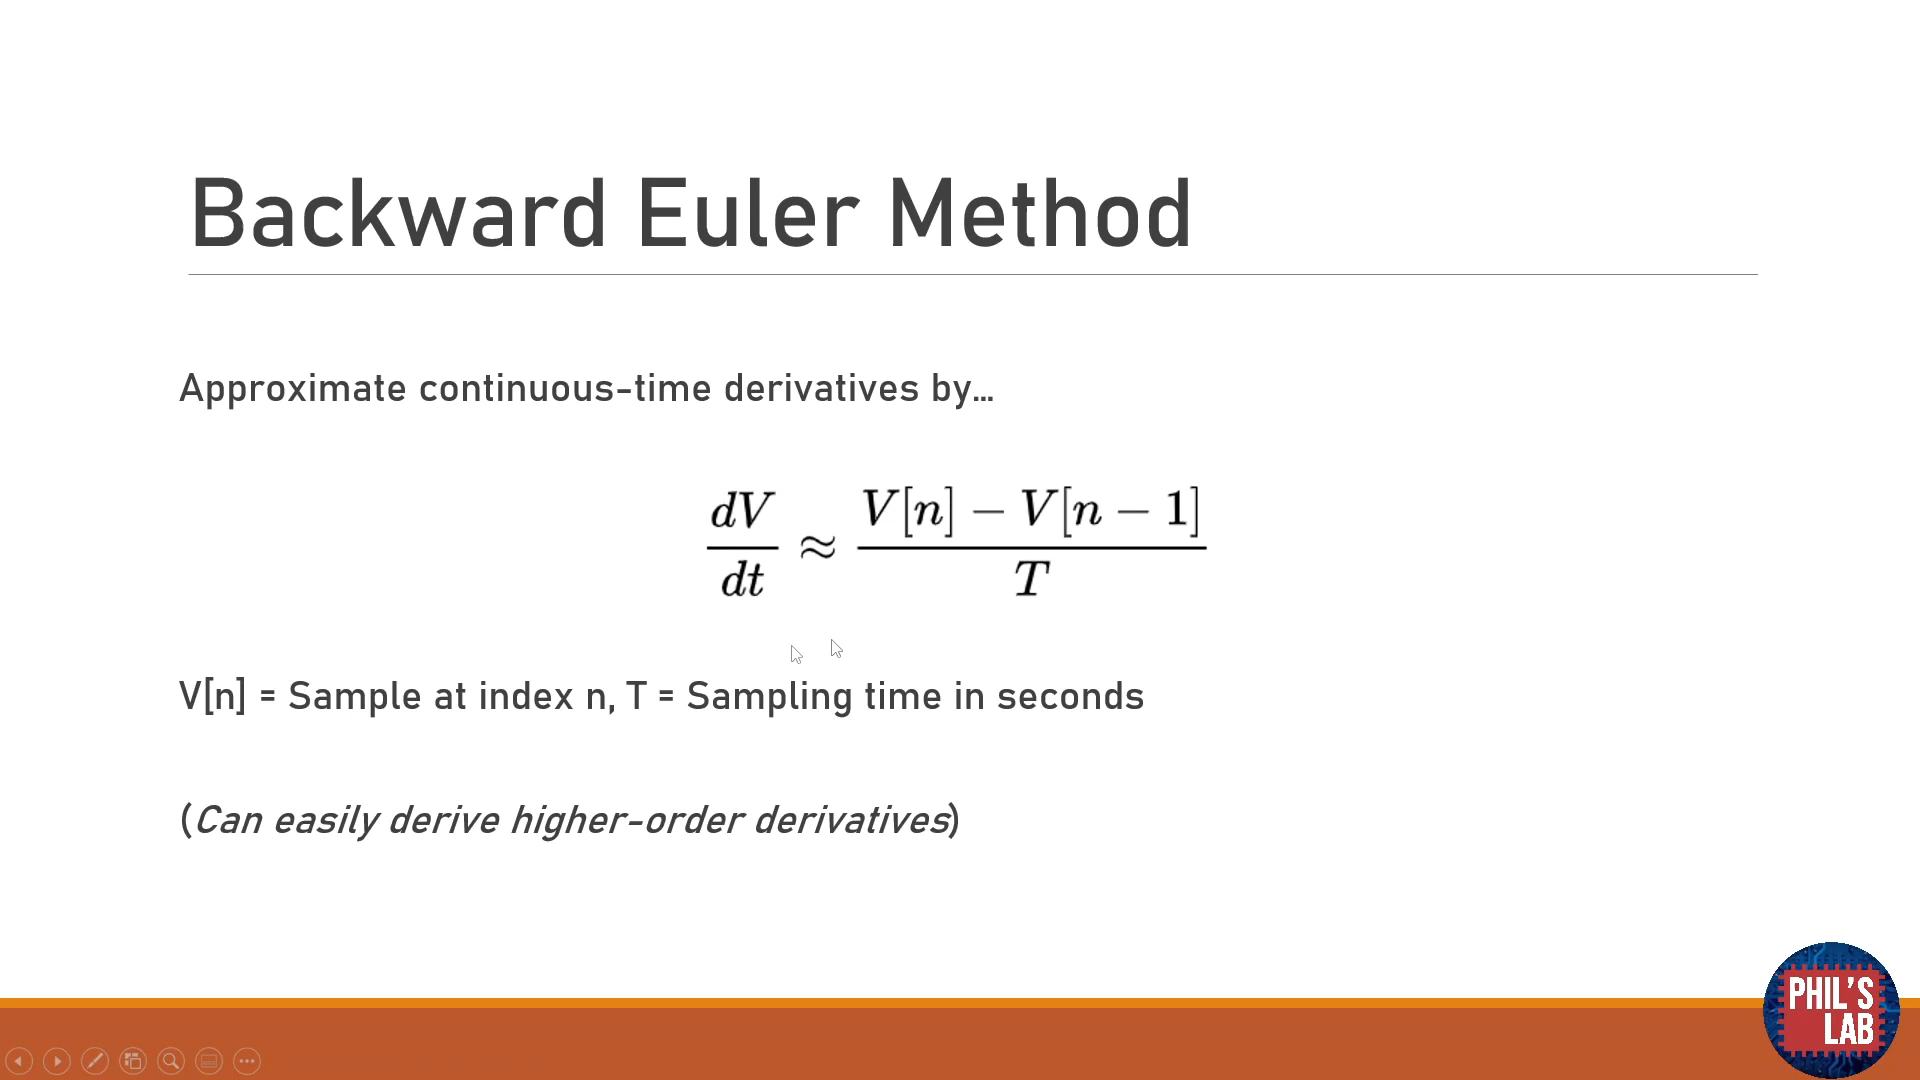 Backward Euler Method
Approximate continuous-time derivatives by...
dV/dt ≈ (V[n] − V[n − 1])/T
V[n] = Sample at index n, T = Sampling time in seconds
(Can easily derive higher-order derivatives)
PHIL'S
LAB